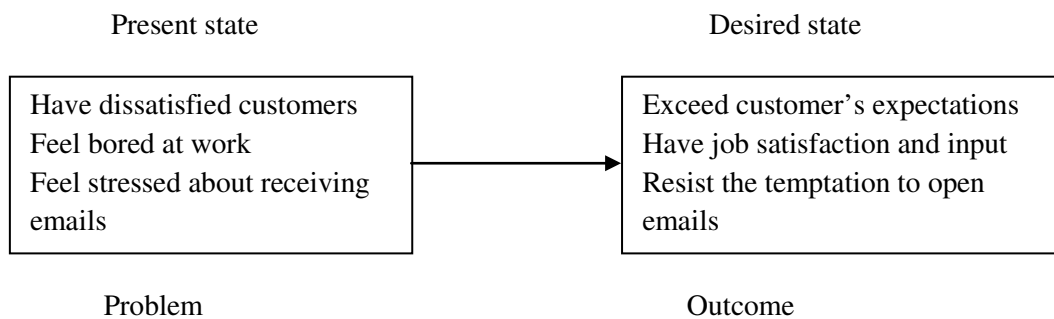 Present state
Desired state
Have dissatisfied customers
Feel bored at work
Feel stressed about receiving
emails
Exceed customer’s expectations
Have job satisfaction and input
Resist the temptation to open
emails
Problem
Outcome